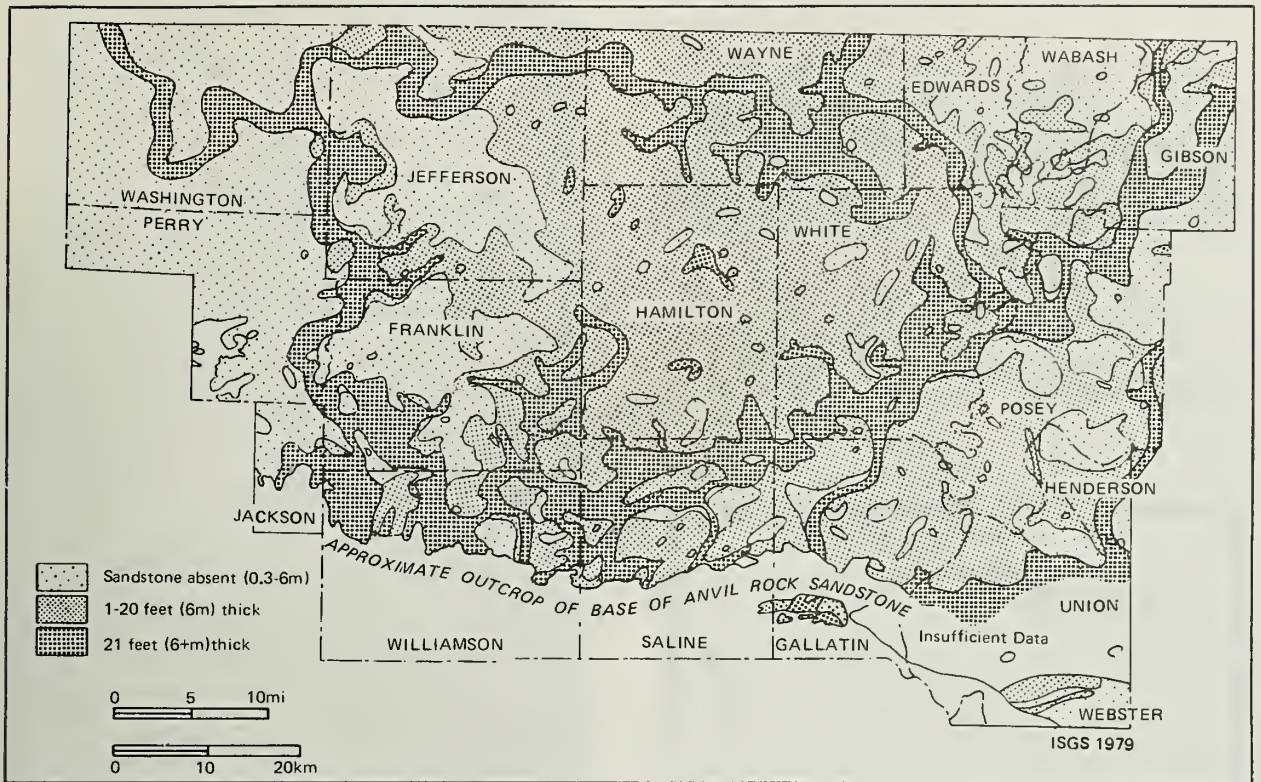 WAYNE
WABASH
EDWARDS
GIBSON
JEFFERSON
WASHINGTON
PERRY
WHITE
HAMILTON
FRANKLIN
POSEY
HENDERSON
JACKSON
APPROXIMATE OUTCROP OF BASE OF ANVIL ROCK SANDSTONE
UNION
Insufficient Data
WILLIAMSON
SALINE
GALLATIN
WEBSTER
ISGS 1979
Sandstone absent (0.3-6m)
1-20 feet (6m) thick
21 feet (6+m)thick
0 5 10mi
0 10 20km